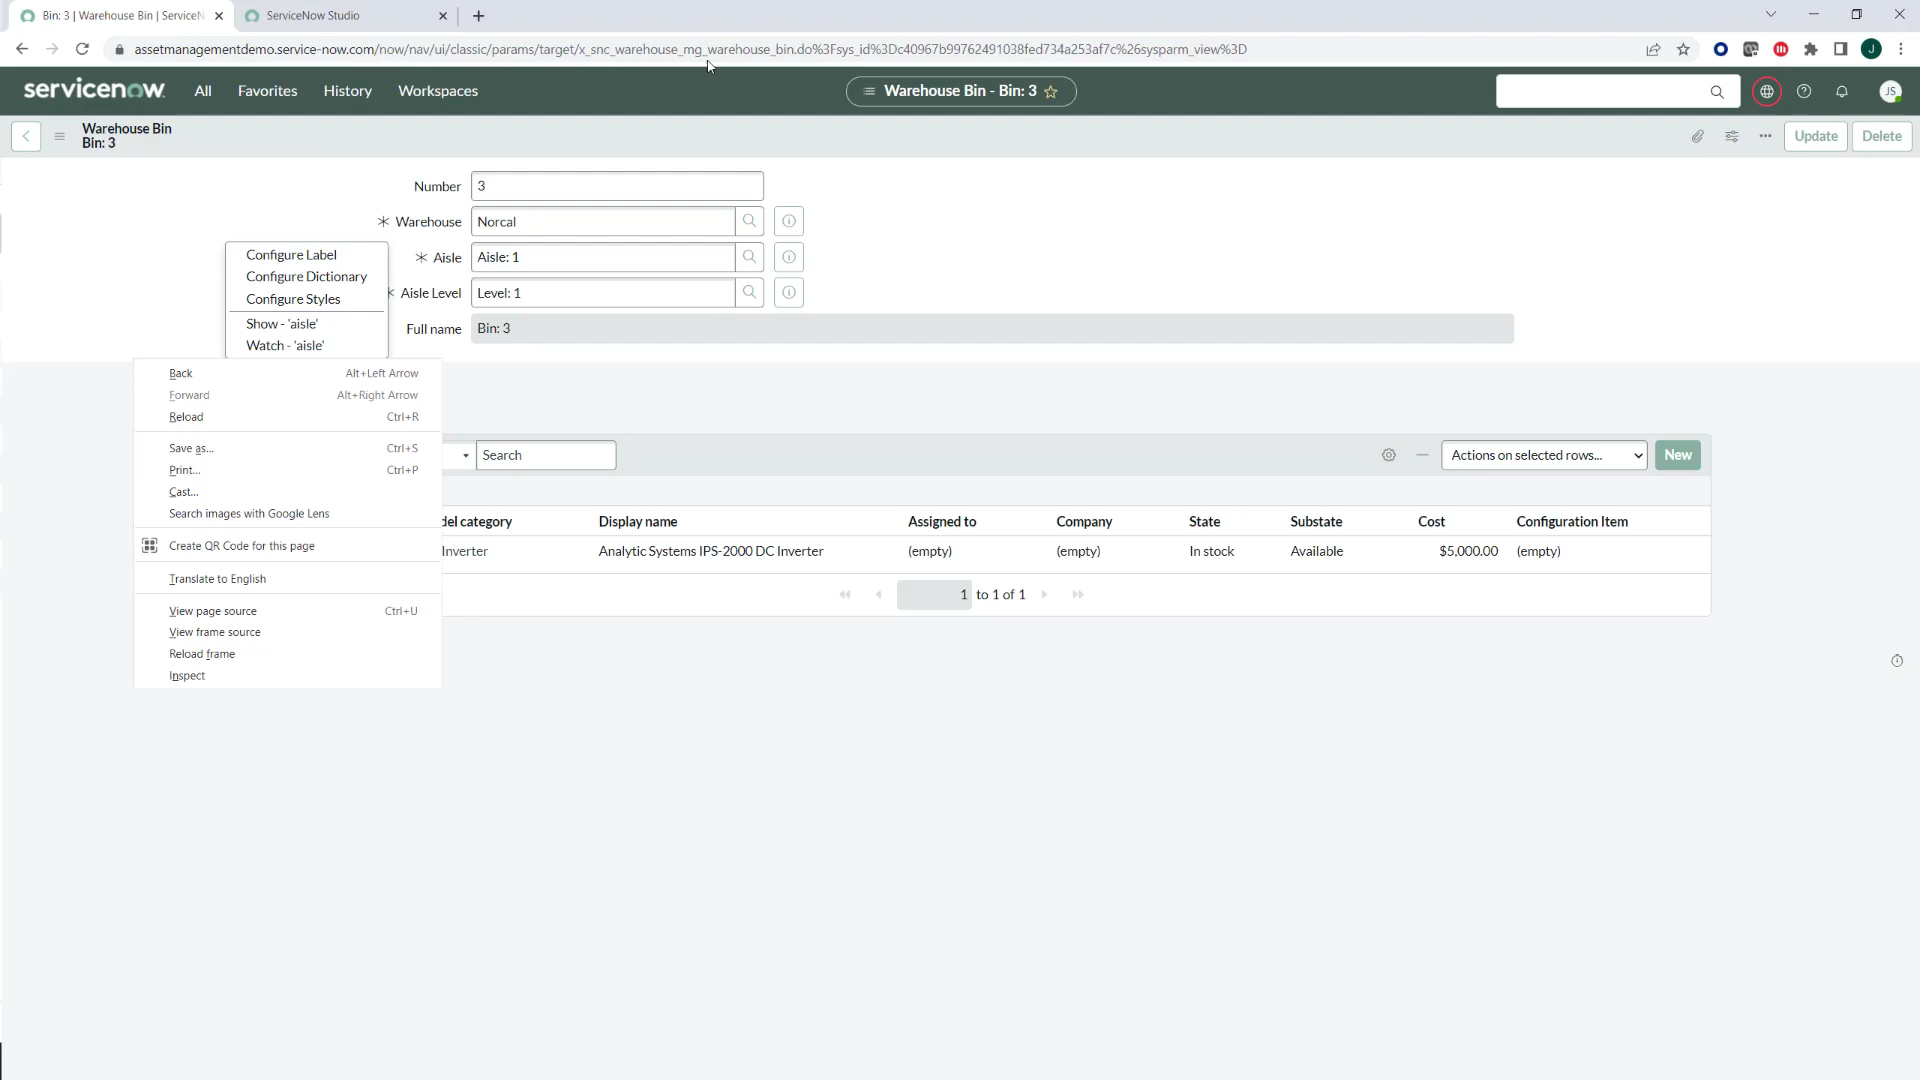 Bin: 3 | Warehouse Bin | ServiceN
ServiceNow Studio
assetmanagementdemo.service-now.com/now/nav/ui/classic/params/target/x_snc_warehouse_mg_warehouse_bin.do%3Fsys_id%3Dc40967b99762491038fed734a253af7c%26sysparm_view%3D
J
servicenow
All
Favorites
History
Workspaces
Warehouse Bin - Bin: 3
JS
Warehouse Bin
Bin: 3
Update
Delete
Number
3
Warehouse
Norcal
Aisle
Aisle: 1
Aisle Level
Level: 1
Full name
Bin: 3
Configure Label
Configure Dictionary
Configure Styles
Show - 'aisle'
Watch - 'aisle'
Back Alt+Left Arrow
Forward Alt+Right Arrow
Reload Ctrl+R
Save as... Ctrl+S
Print... Ctrl+P
Cast...
Search images with Google Lens
Create QR Code for this page
Translate to English
View page source Ctrl+U
View frame source
Reload frame
Inspect
Search
Actions on selected rows...
New
del category
Display name
Assigned to
Company
State
Substate
Cost
Configuration Item
Inverter
Analytic Systems IPS-2000 DC Inverter
(empty)
(empty)
In stock
Available
$5,000.00
(empty)
1 to 1 of 1